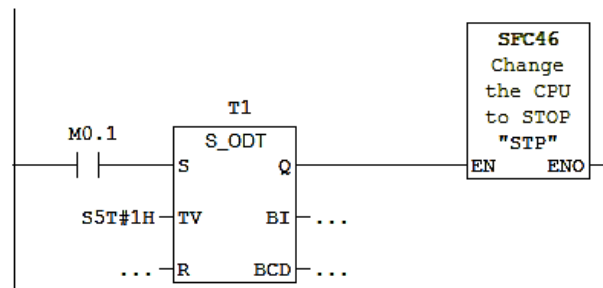 SFC46
Change
the CPU
to STOP
"STP"
T1
M0.1
S_ODT
S Q
EN ENO
S5T#1H TV BI ...
... R BCD ...